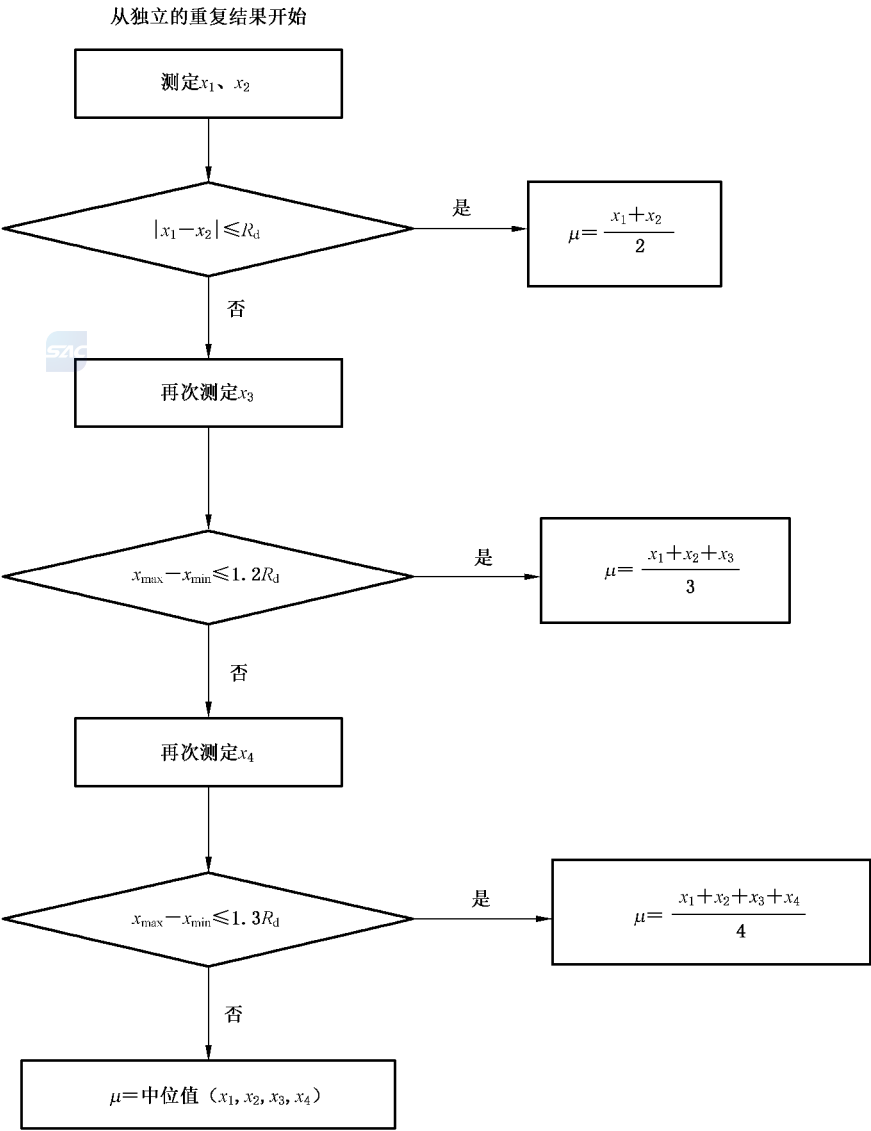 从独立的重复结果开始
测定x₁、x₂
|x₁－x₂|≤R_d
是
μ＝(x₁＋x₂)/2
否
SAC
再次测定x₃
x_max－x_min≤1.2R_d
是
μ＝(x₁＋x₂＋x₃)/3
否
再次测定x₄
x_max－x_min≤1.3R_d
是
μ＝(x₁＋x₂＋x₃＋x₄)/4
否
μ＝中位值（x₁,x₂,x₃,x₄）